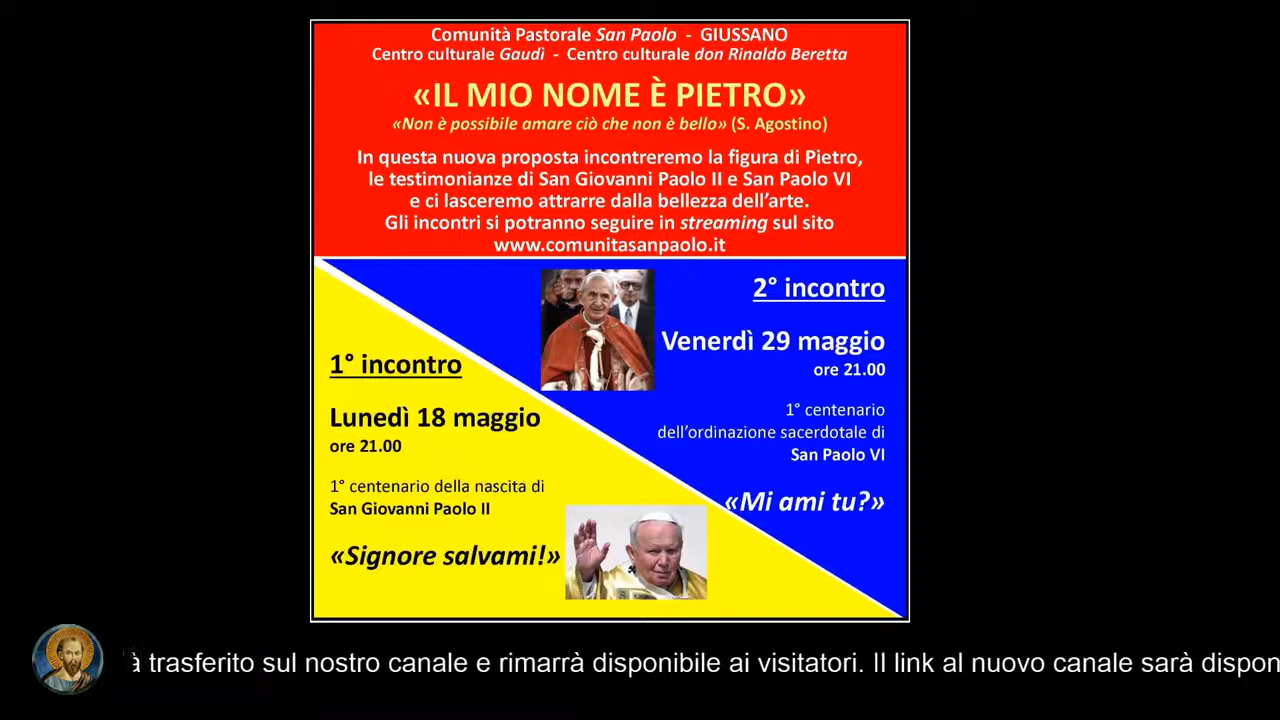 Comunità Pastorale San Paolo - GIUSSANO
Centro culturale Gaudì - Centro culturale don Rinaldo Beretta
«IL MIO NOME È PIETRO»
«Non è possibile amare ciò che non è bello» (S. Agostino)
In questa nuova proposta incontreremo la figura di Pietro,
le testimonianze di San Giovanni Paolo II e San Paolo VI
e ci lasceremo attrarre dalla bellezza dell’arte.
Gli incontri si potranno seguire in streaming sul sito
www.comunitasanpaolo.it
1° incontro
Lunedì 18 maggio
ore 21.00
1° centenario della nascita di
San Giovanni Paolo II
«Signore salvami!»
2° incontro
Venerdì 29 maggio
ore 21.00
1° centenario
dell’ordinazione sacerdotale di
San Paolo VI
«Mi ami tu?»
à trasferito sul nostro canale e rimarrà disponibile ai visitatori. Il link al nuovo canale sarà dispon